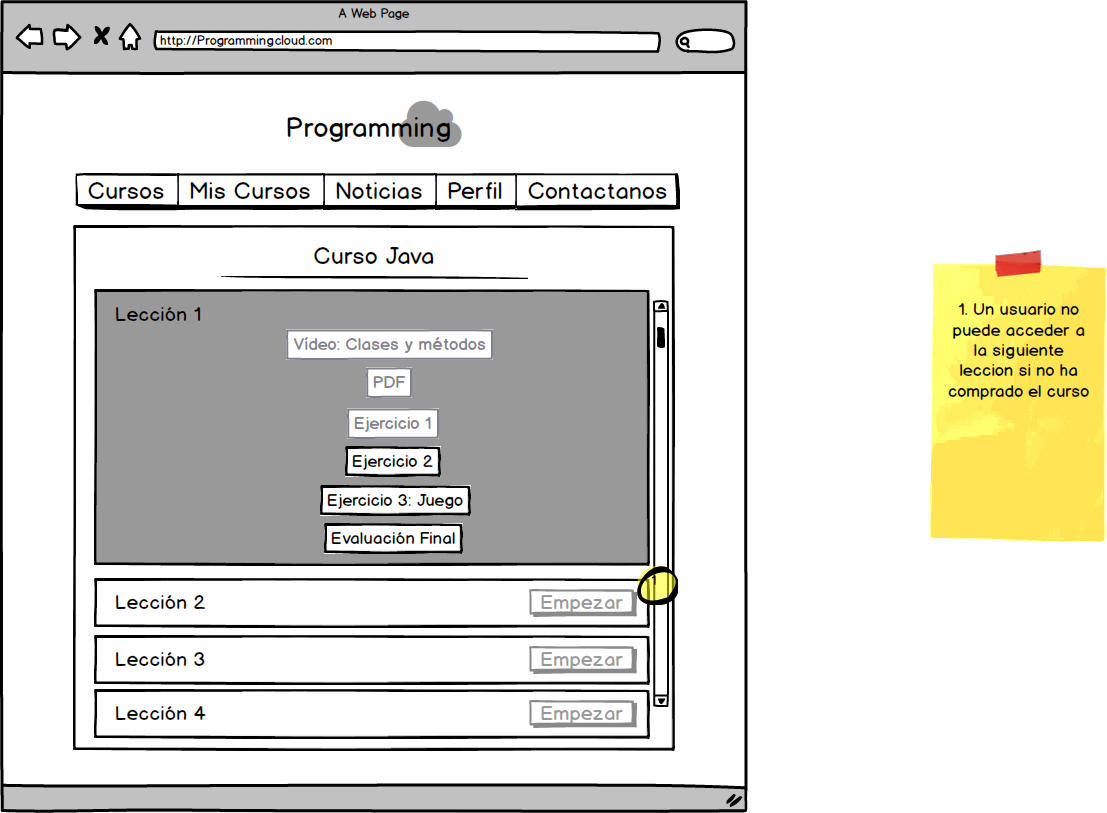 A Web Page
http://Programmingcloud.com
Programming
Cursos Mis Cursos Noticias Perfil Contactanos
Curso Java
Lección 1
Vídeo: Clases y métodos
PDF
Ejercicio 1
Ejercicio 2
Ejercicio 3: Juego
Evaluación Final
1
Lección 2 Empezar
Lección 3 Empezar
Lección 4 Empezar
1. Un usuario no
puede acceder a
la siguiente
leccion si no ha
comprado el curso